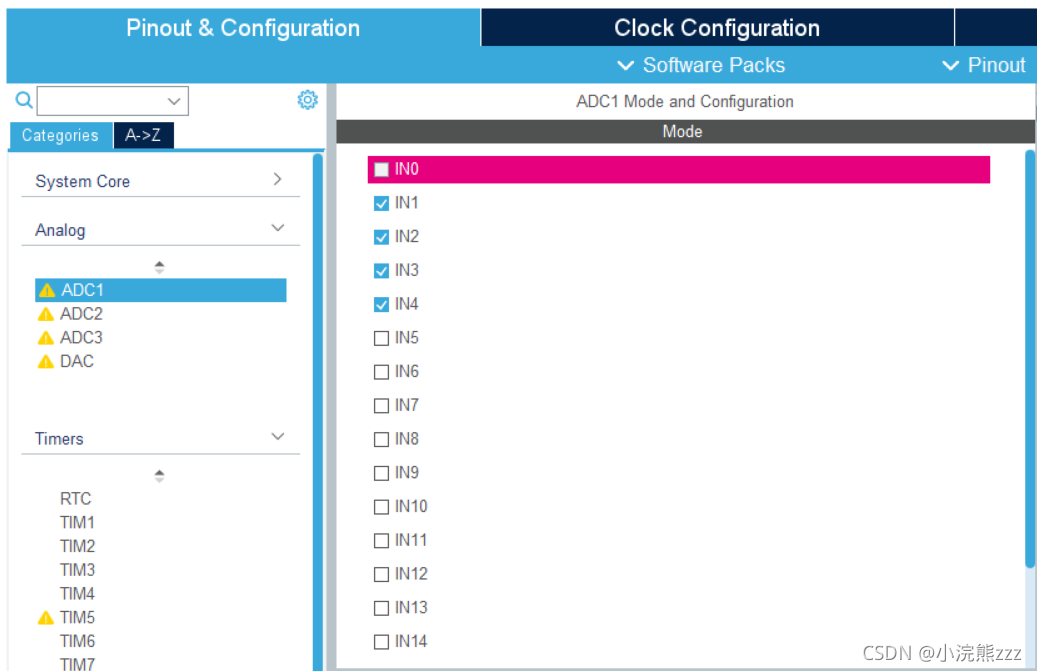 Pinout & Configuration
Clock Configuration
Software Packs
Pinout
Categories
A->Z
System Core
Analog
ADC1
ADC2
ADC3
DAC
Timers
RTC
TIM1
TIM2
TIM3
TIM4
TIM5
TIM6
TIM7
ADC1 Mode and Configuration
Mode
IN0
IN1
IN2
IN3
IN4
IN5
IN6
IN7
IN8
IN9
IN10
IN11
IN12
IN13
IN14
CSDN @小浣熊zzz